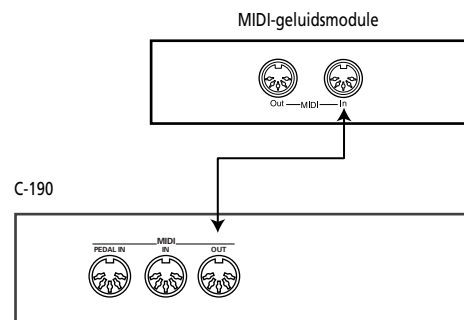 MIDI-geluidsmodule
Out MIDI In
C-190
MIDI
PEDAL IN IN OUT